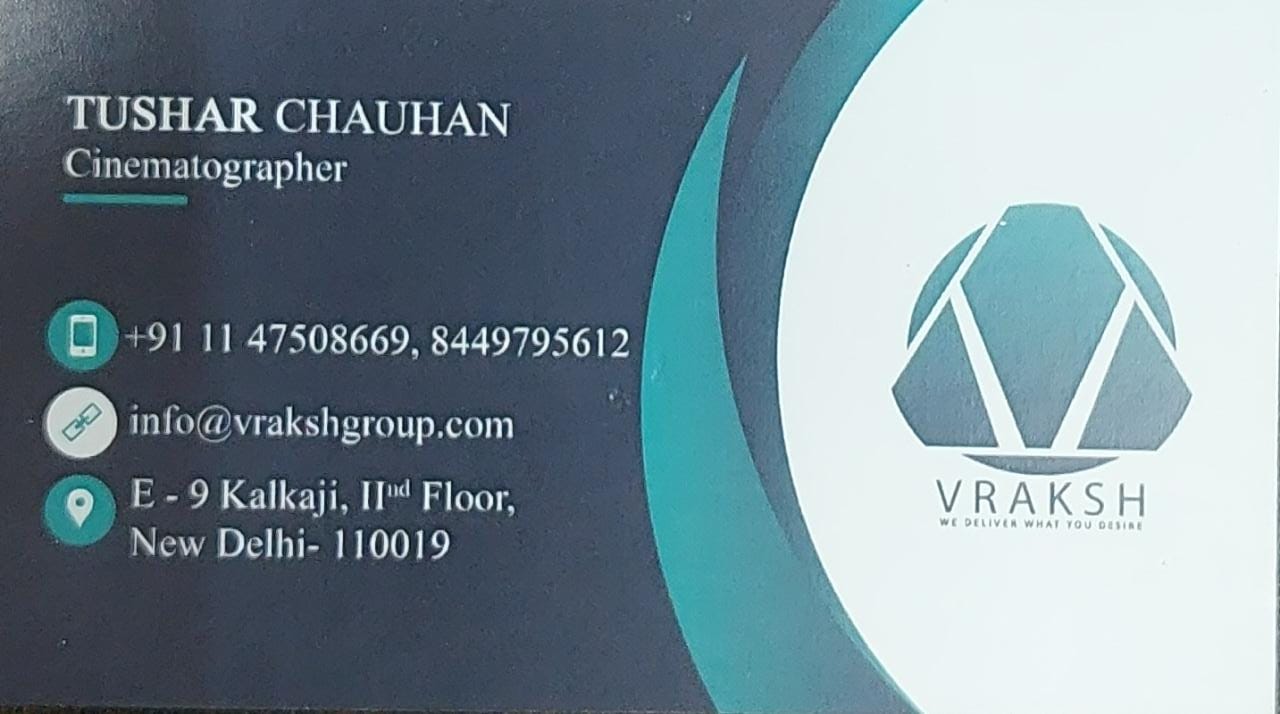 TUSHAR CHAUHAN
Cinematographer
+91 11 47508669, 8449795612
info@vrakshgroup.com
E - 9 Kalkaji, IInd Floor,
New Delhi- 110019
VRAKSH
WE DELIVER WHAT YOU DESIRE